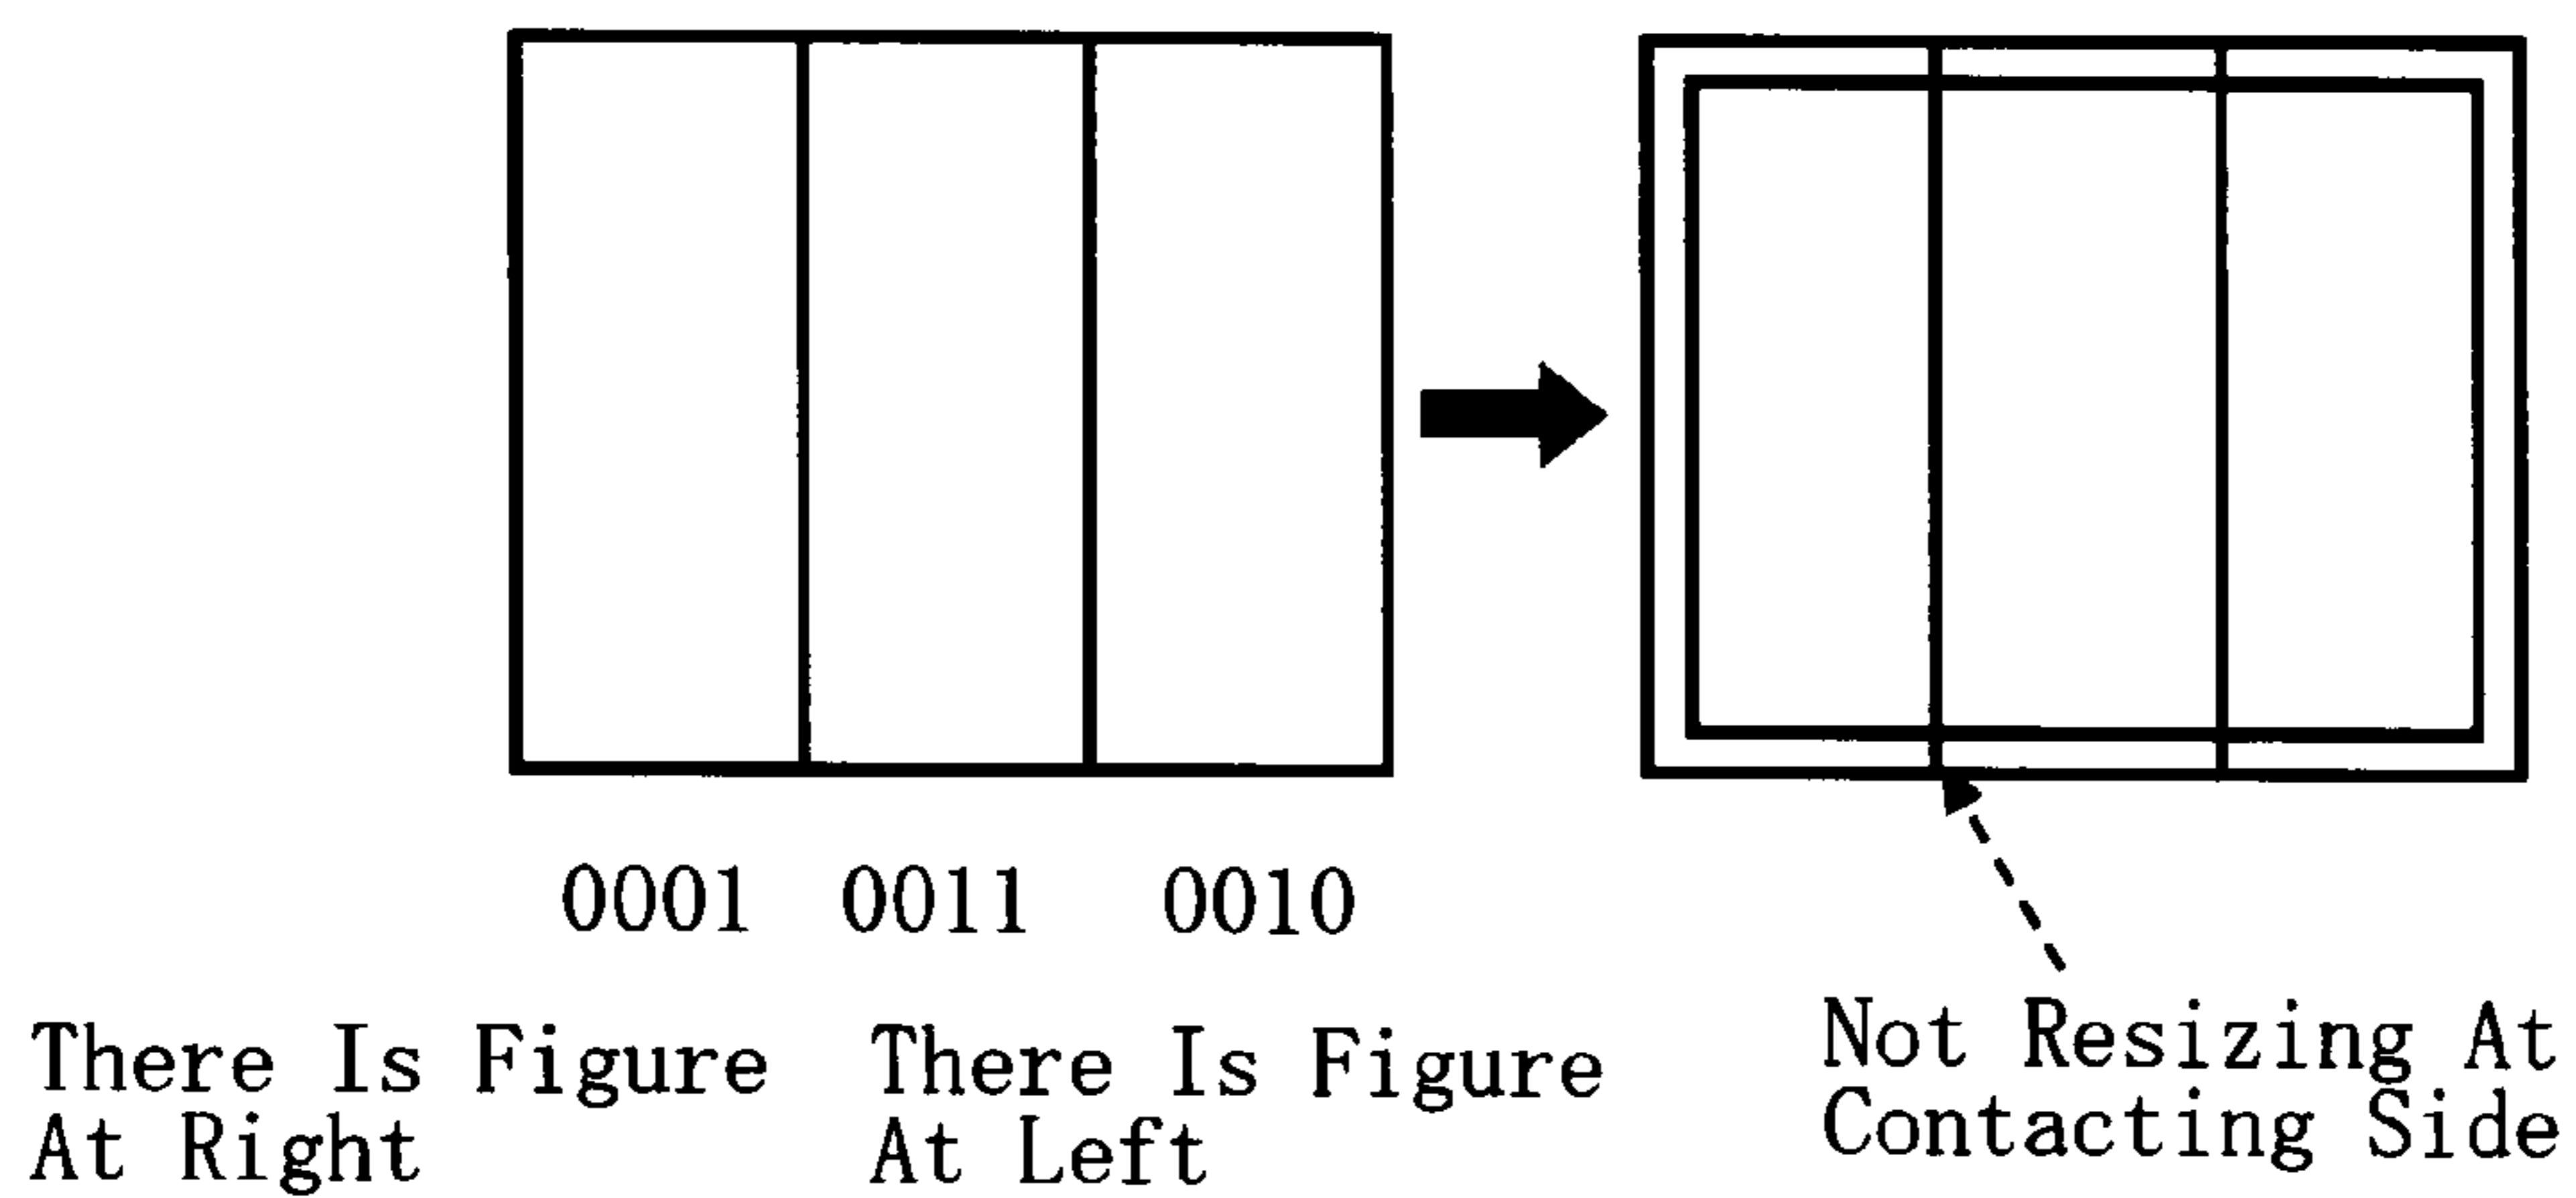 0001 0011 0010
There Is Figure
At Right
There Is Figure
At Left
Not Resizing At
Contacting Side